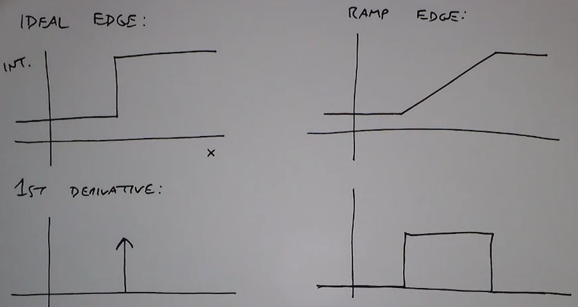 IDEAL EDGE:
RAMP EDGE:
INT.
x
1ST DERIVATIVE: